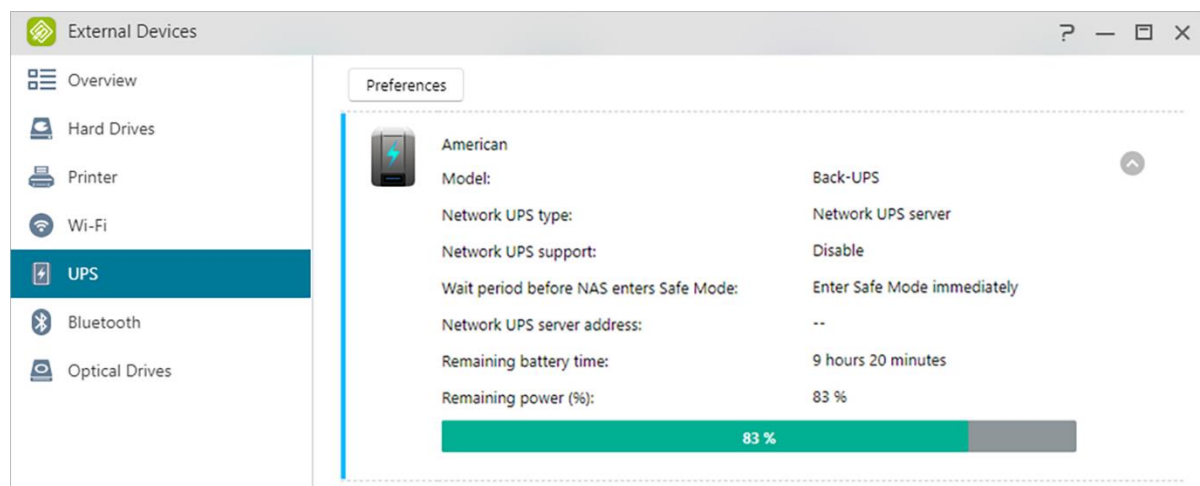 External Devices
Overview
Hard Drives
Printer
Wi-Fi
UPS
Bluetooth
Optical Drives
Preferences
American
Model: Back-UPS
Network UPS type: Network UPS server
Network UPS support: Disable
Wait period before NAS enters Safe Mode: Enter Safe Mode immediately
Network UPS server address: --
Remaining battery time: 9 hours 20 minutes
Remaining power (%): 83 %
83 %